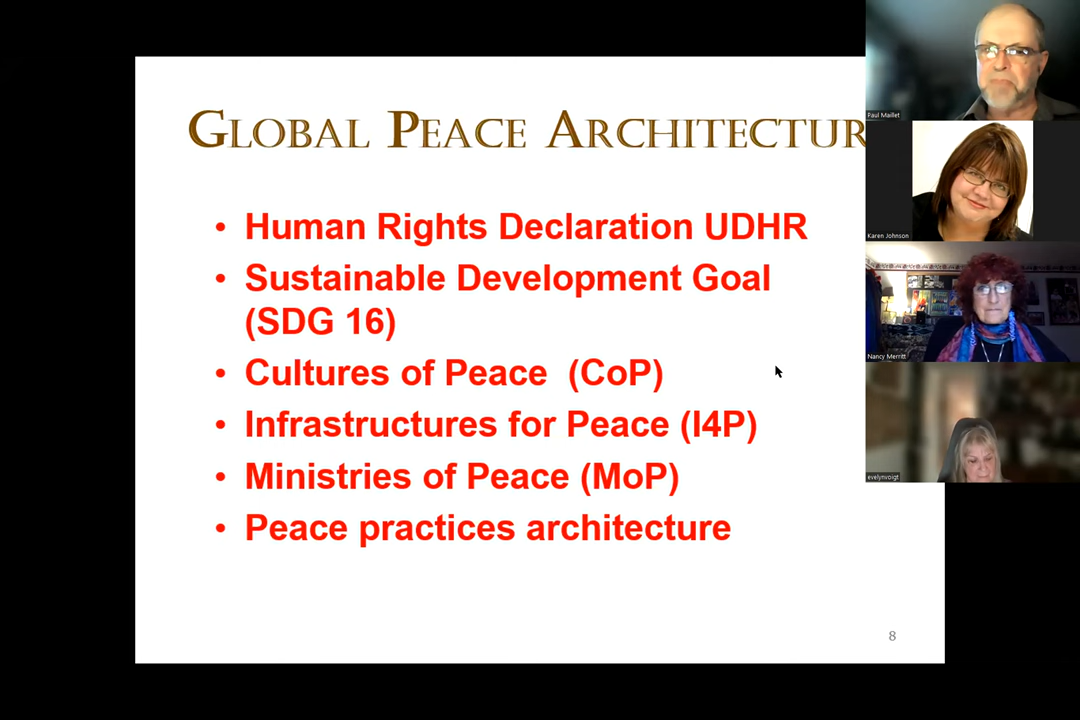 GLOBAL PEACE ARCHITECTUR
• Human Rights Declaration UDHR
• Sustainable Development Goal
(SDG 16)
• Cultures of Peace (CoP)
• Infrastructures for Peace (I4P)
• Ministries of Peace (MoP)
• Peace practices architecture
8
Paul Maillet
Karen Johnson
Nancy Merritt
evelynvoigt